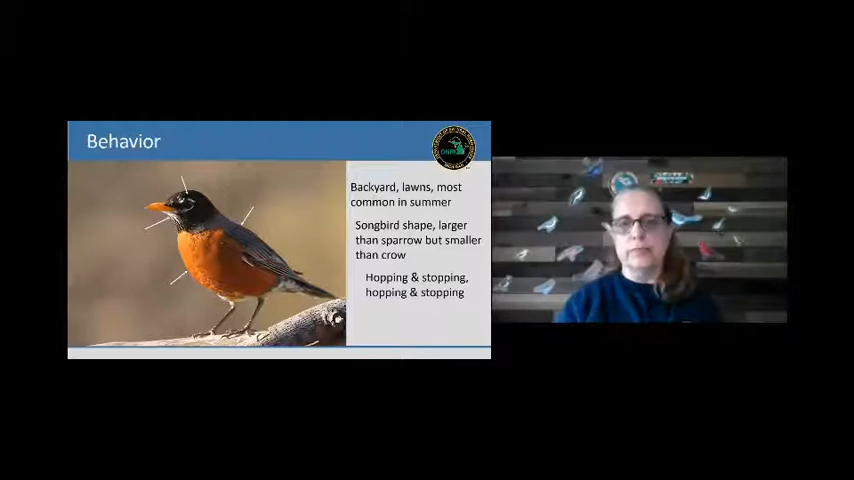 Behavior
DNR
Backyard, lawns, most
common in summer
Songbird shape, larger
than sparrow but smaller
than crow
Hopping & stopping,
hopping & stopping